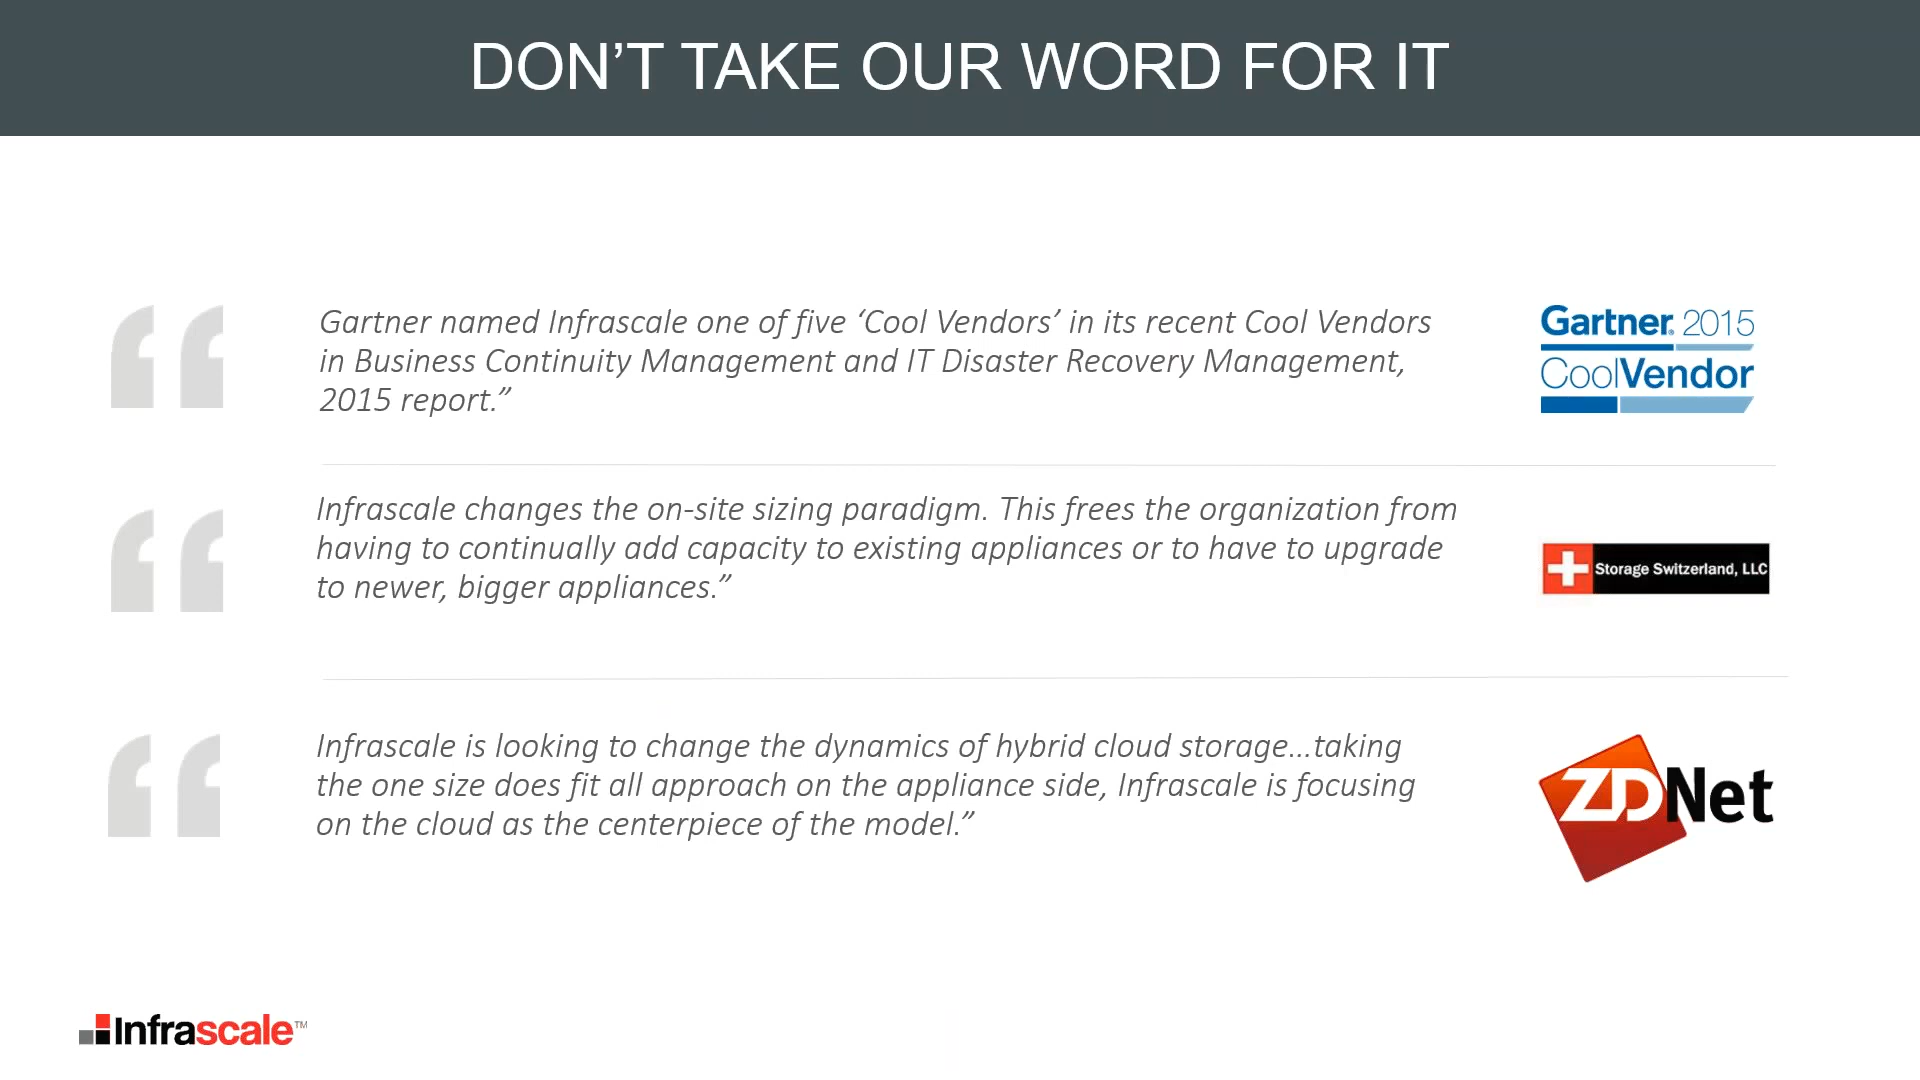 DON’T TAKE OUR WORD FOR IT
Gartner named Infrascale one of five ‘Cool Vendors’ in its recent Cool Vendors
in Business Continuity Management and IT Disaster Recovery Management,
2015 report.”
Gartner® 2015
CoolVendor
Infrascale changes the on-site sizing paradigm. This frees the organization from
having to continually add capacity to existing appliances or to have to upgrade
to newer, bigger appliances.”
Storage Switzerland, LLC
Infrascale is looking to change the dynamics of hybrid cloud storage…taking
the one size does fit all approach on the appliance side, Infrascale is focusing
on the cloud as the centerpiece of the model.”
ZDNet
Infrascale™